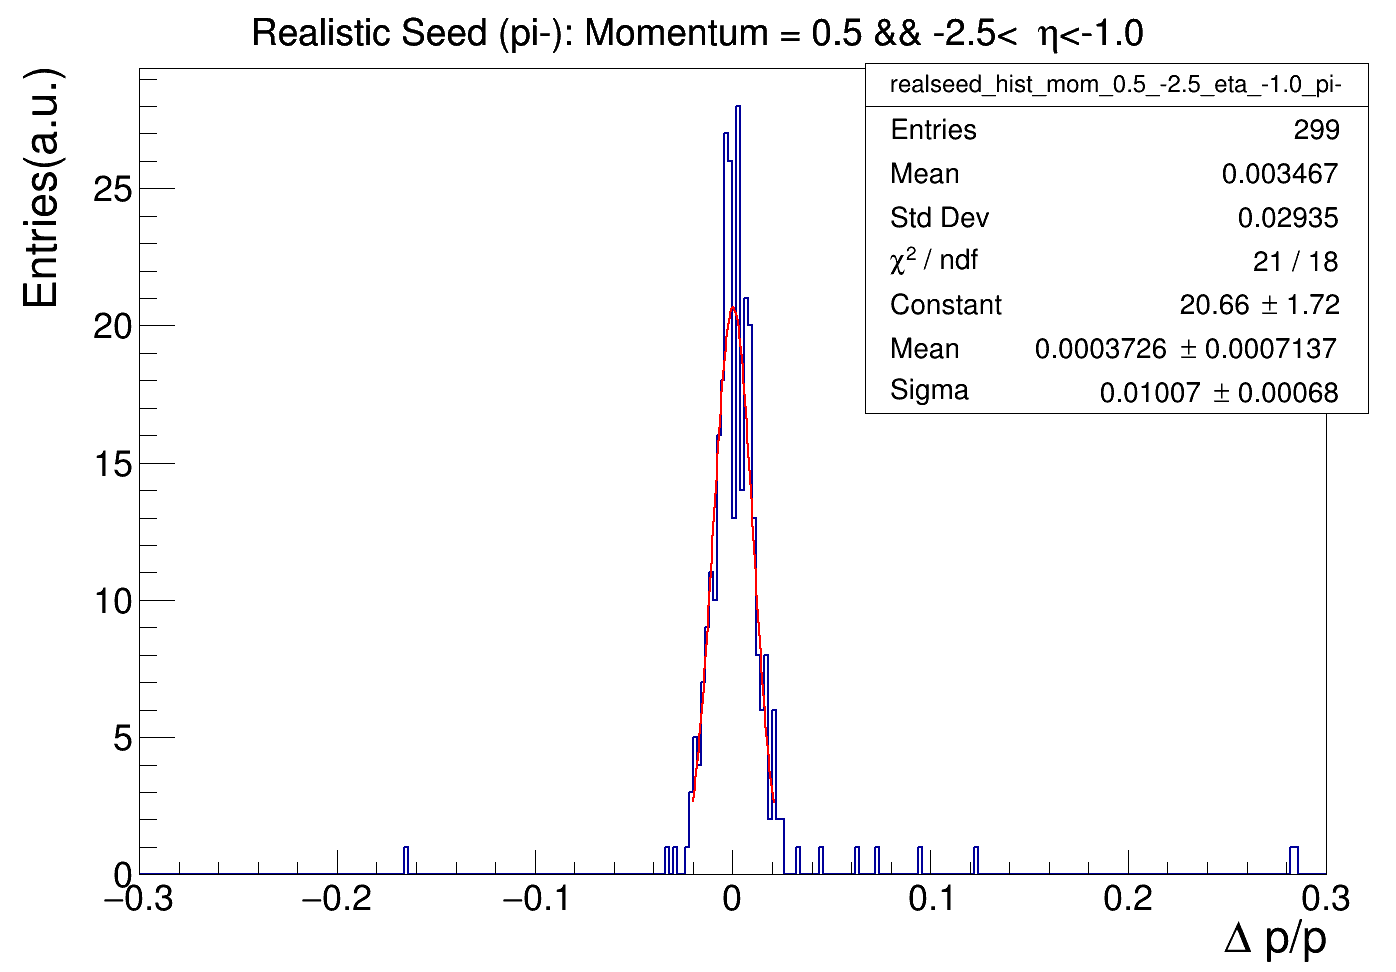 Realistic Seed (pi-): Momentum = 0.5 && -2.5< η<-1.0
realseed_hist_mom_0.5_-2.5_eta_-1.0_pi-
Entries 299
Mean 0.003467
Std Dev 0.02935
χ² / ndf 21 / 18
Constant 20.66 ± 1.72
Mean 0.0003726 ± 0.0007137
Sigma 0.01007 ± 0.00068
Entries(a.u.)
25
20
15
10
5
0
−0.3 −0.2 −0.1 0 0.1 0.2 0.3
Δ p/p